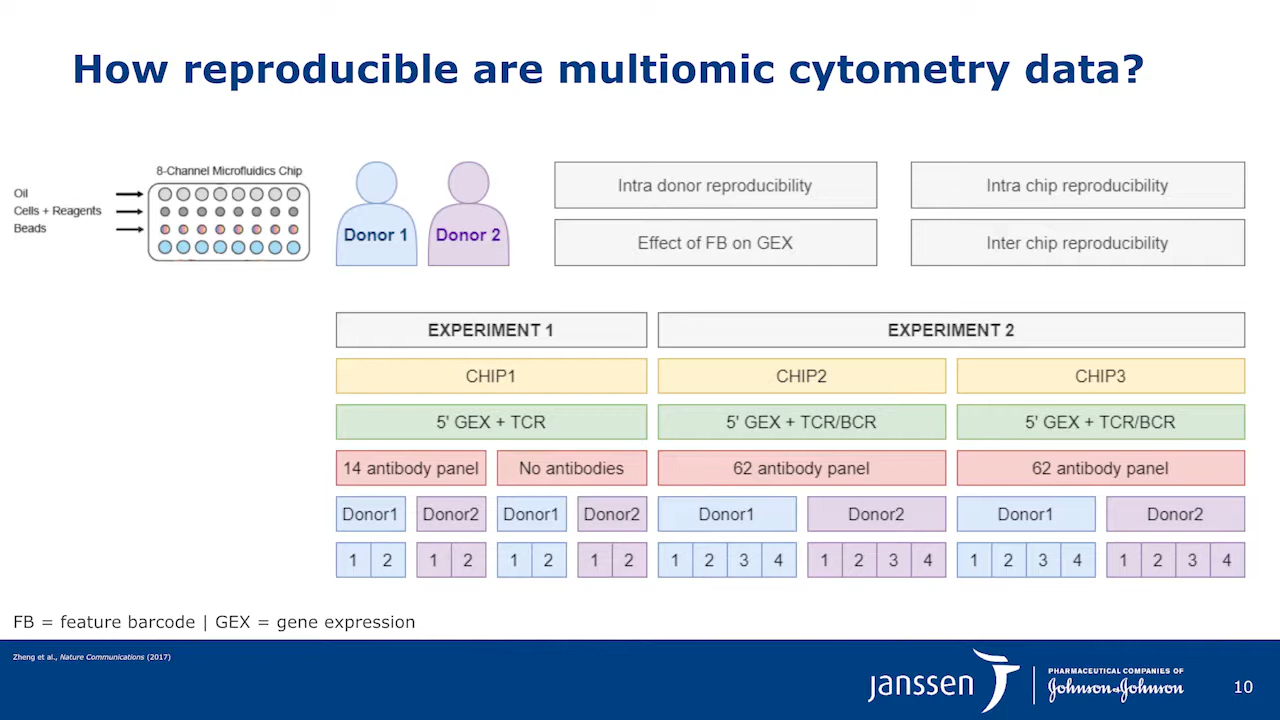 How reproducible are multiomic cytometry data?
8-Channel Microfluidics Chip
Oil
Cells + Reagents
Beads
Donor 1
Donor 2
Intra donor reproducibility
Intra chip reproducibility
Effect of FB on GEX
Inter chip reproducibility
EXPERIMENT 1
EXPERIMENT 2
CHIP1
CHIP2
CHIP3
5' GEX + TCR
5' GEX + TCR/BCR
5' GEX + TCR/BCR
14 antibody panel
No antibodies
62 antibody panel
62 antibody panel
Donor1
Donor2
Donor1
Donor2
Donor1
Donor2
Donor1
Donor2
1 2
1 2
1 2
1 2
1 2 3 4
1 2 3 4
1 2 3 4
1 2 3 4
FB = feature barcode | GEX = gene expression
Zheng et al., Nature Communications (2017)
janssen
PHARMACEUTICAL COMPANIES OF
Johnson & Johnson
10